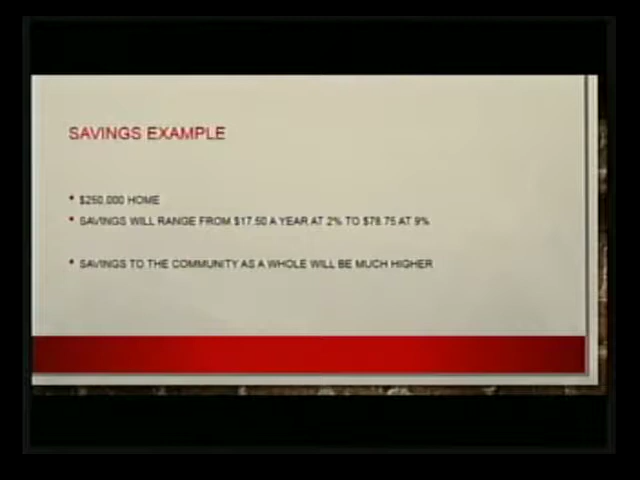 SAVINGS EXAMPLE
• $250,000 HOME
• SAVINGS WILL RANGE FROM $17.50 A YEAR AT 2% TO $78.75 AT 9%
• SAVINGS TO THE COMMUNITY AS A WHOLE WILL BE MUCH HIGHER